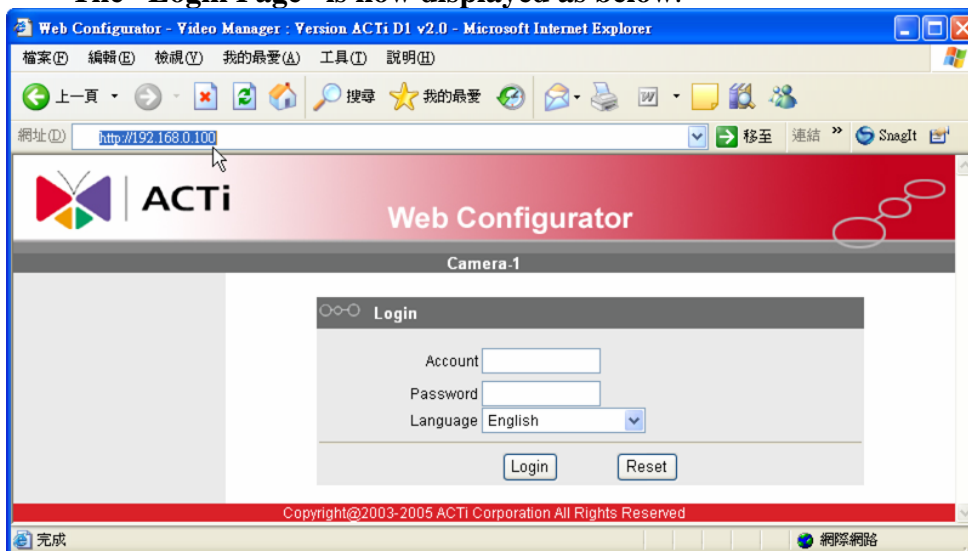 The "Login Page" is now displayed as below.
Web Configurator - Video Manager : Version ACTi D1 v2.0 - Microsoft Internet Explorer
檔案(F) 編輯(E) 檢視(V) 我的最愛(A) 工具(T) 說明(H)
上一頁 搜尋 我的最愛
網址(D) http://192.168.0.100 移至 連結 » SnagIt
ACTi
Web Configurator
Camera-1
Login
Account
Password
Language English
Login Reset
Copyright@2003-2005 ACTi Corporation All Rights Reserved
完成 網際網路